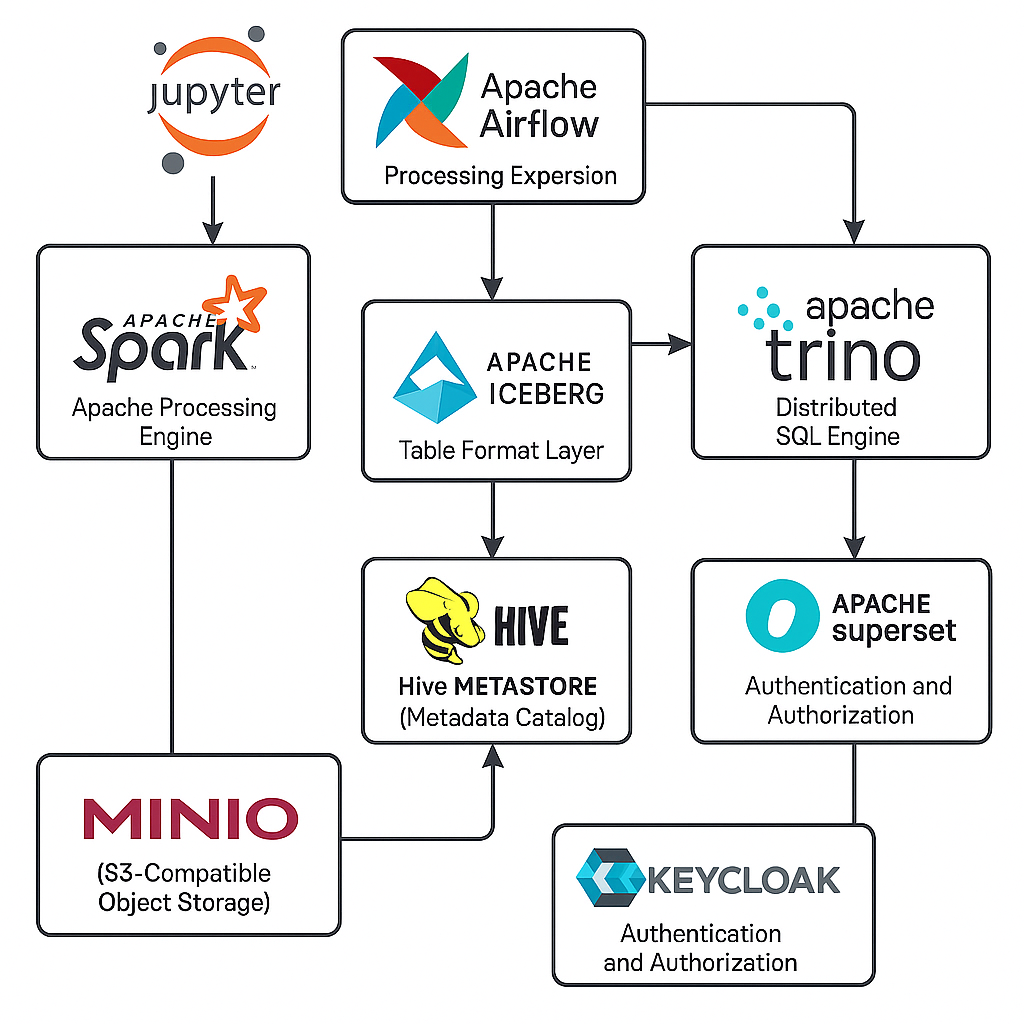 jupyter
Apache
Airflow
Processing Expersion
APACHE
Spark
Apache Processing
Engine
APACHE
ICEBERG
Table Format Layer
apache
trino
Distributed
SQL Engine
HIVE
Hive METASTORE
(Metadata Catalog)
APACHE
superset
Authentication and
Authorization
MINIO
(S3-Compatible
Object Storage)
KEYCLOAK
Authentication
and Authorization